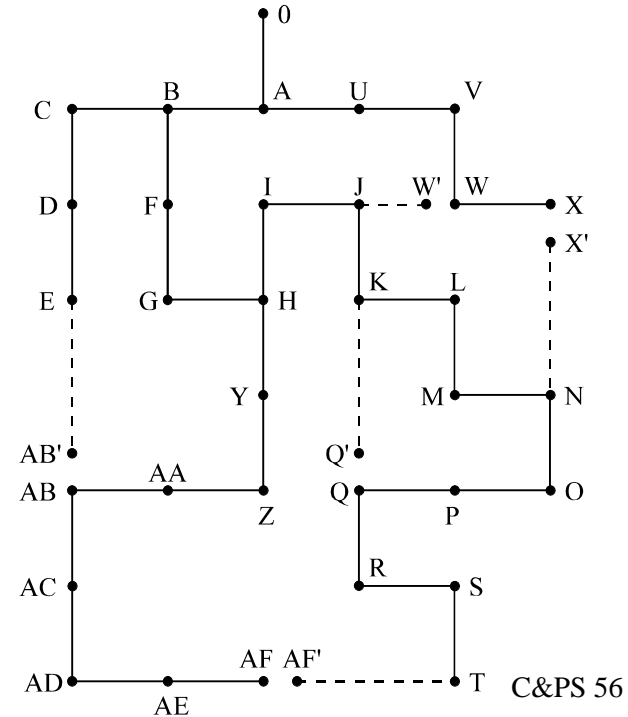 0
C B A U V
D F I J W' W X
X'
E G H K L
Y M N
AB' Q'
AB AA Z Q P O
AC R S
AD AE AF AF' T C&PS 56